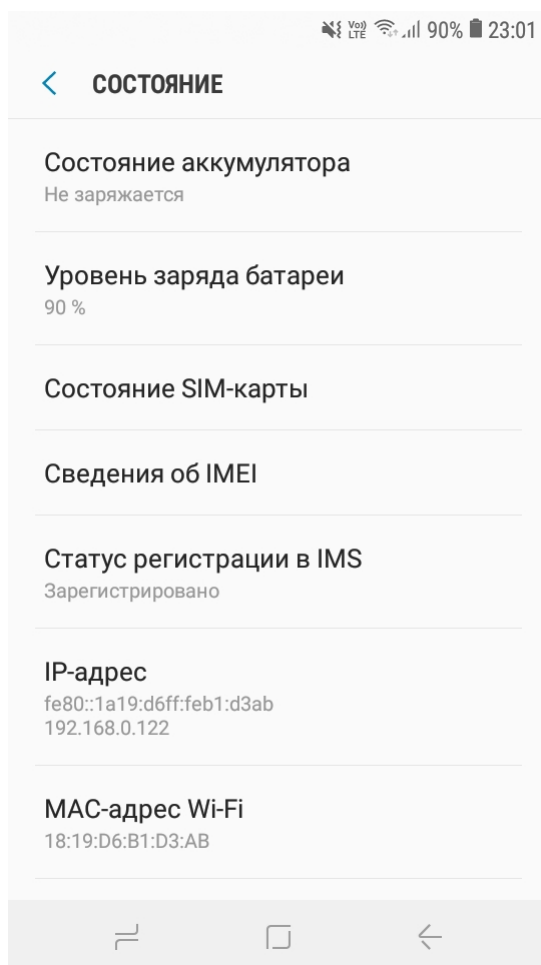 Vo)) LTE 90% 23:01
СОСТОЯНИЕ
Состояние аккумулятора
Не заряжается
Уровень заряда батареи
90 %
Состояние SIM-карты
Сведения об IMEI
Статус регистрации в IMS
Зарегистрировано
IP-адрес
fe80::1a19:d6ff:feb1:d3ab
192.168.0.122
MAC-адрес Wi-Fi
18:19:D6:B1:D3:AB